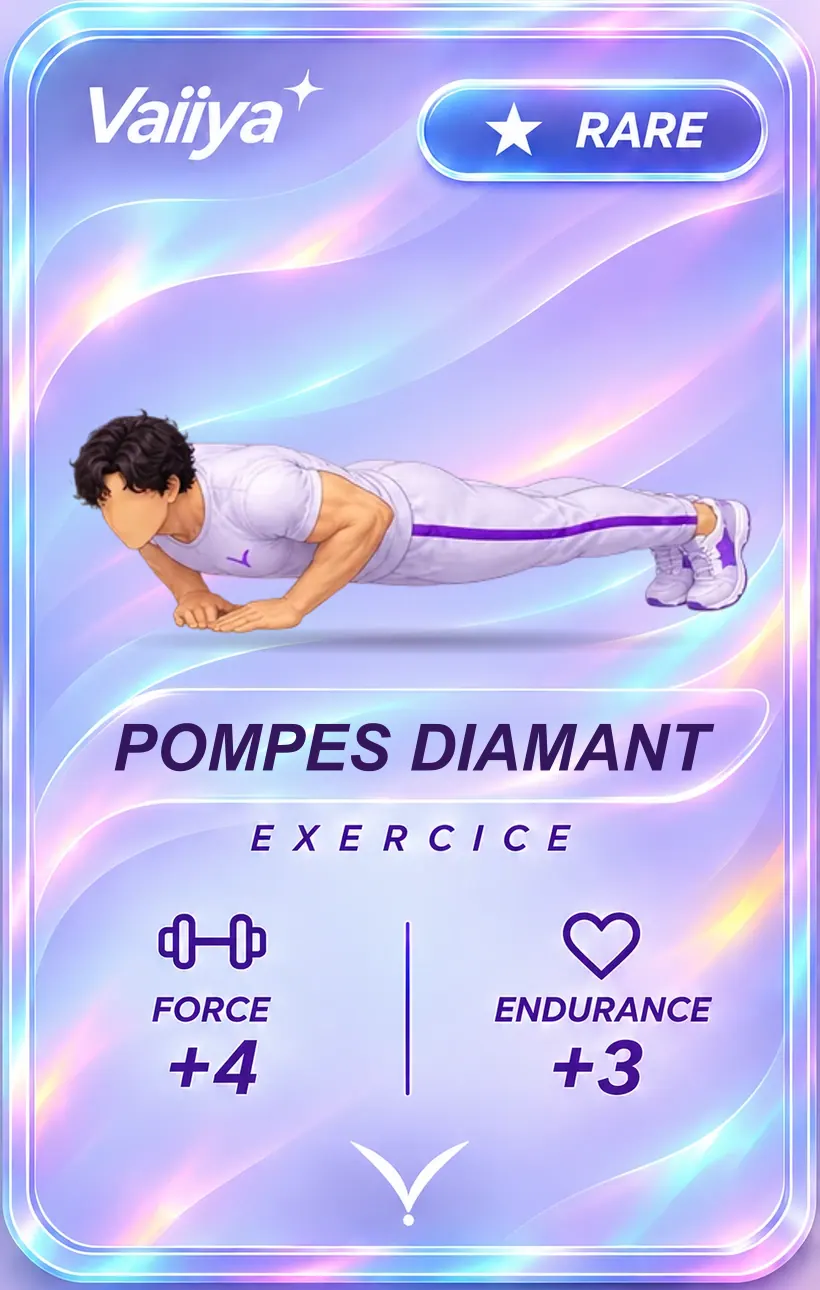 Vaiiya
RARE
POMPES DIAMANT
EXERCICE
FORCE
+4
ENDURANCE
+3